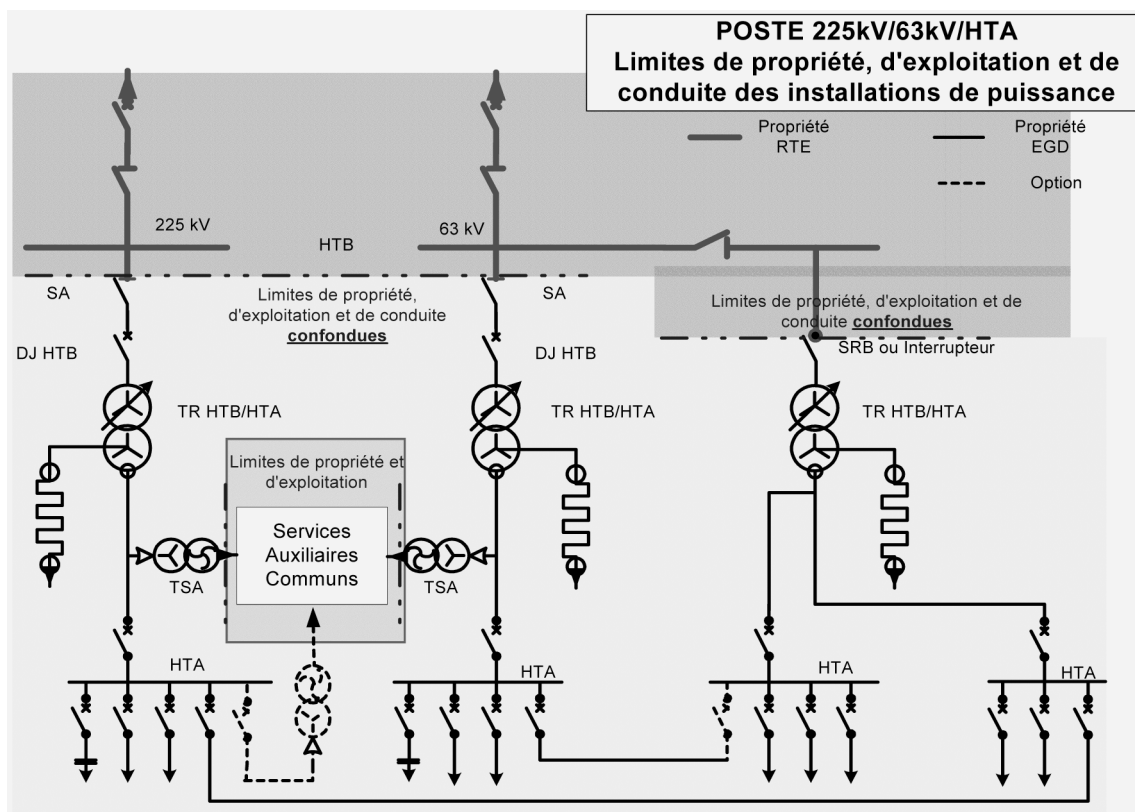 POSTE 225kV/63kV/HTA
Limites de propriété, d'exploitation et de
conduite des installations de puissance
Propriété
RTE
Propriété
EGD
Option
225 kV
HTB
63 kV
SA
Limites de propriété,
d'exploitation et de conduite
confondues
SA
Limites de propriété, d'exploitation et de
conduite confondues
DJ HTB
DJ HTB
SRB ou Interrupteur
TR HTB/HTA
TR HTB/HTA
TR HTB/HTA
Limites de propriété et
d'exploitation
Services
Auxiliaires
Communs
TSA
TSA
HTA
HTA
HTA
HTA